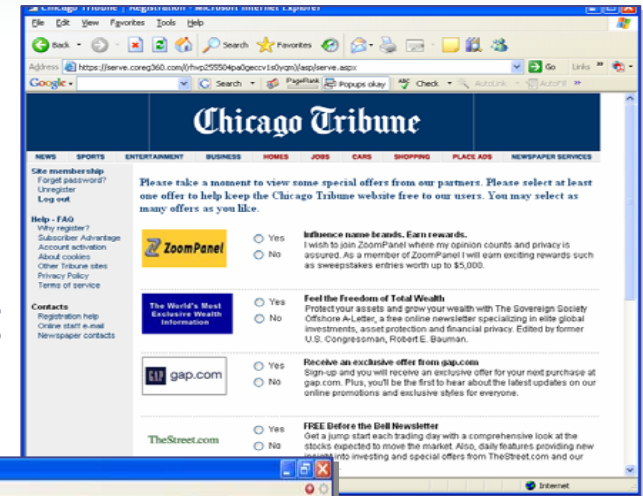 Chicago Tribune | Registration - Microsoft Internet Explorer
File Edit View Favorites Tools Help
Back Search Favorites
Address https://serve.coreg360.com/ Go Links »
Google Search PageRank Popups okay Check AutoLink AutoFill »
Chicago Tribune
NEWS SPORTS ENTERTAINMENT BUSINESS HOMES JOBS CARS SHOPPING PLACE ADS NEWSPAPER SERVICES
Site membership
Forget password?
Unregister
Log out
Help - FAQ
Why register?
Subscriber Advantage
Account activation
About cookies
Other Tribune sites
Privacy Policy
Terms of service
Contacts
Registration help
Online staff e-mail
Newspaper contacts
Please take a moment to view some special offers from our partners. Please select at least
one offer to help keep the Chicago Tribune website free to our users. You may select as
many offers as you like.
ZoomPanel
Yes
No
Influence name brands. Earn rewards.
I wish to join ZoomPanel where my opinion counts and privacy is
assured. As a member of ZoomPanel I will earn exciting rewards such
as sweepstakes entries worth up to $5,000.
The World's Most
Exclusive Wealth
Information
Yes
No
Feel the Freedom of Total Wealth
Protect your assets and grow your wealth with The Sovereign Society
Offshore A-Letter, a free online newsletter specializing in elite global
investments, asset protection and financial privacy. Edited by former
U.S. Congressman, Robert E. Bauman.
GAP gap.com
Yes
No
Receive an exclusive offer from gap.com
Sign-up and you will receive an exclusive offer for your next purchase at
gap.com. Plus, you'll be the first to hear about the latest updates on our
online promotions and exclusive styles for everyone.
TheStreet.com
Yes
No
FREE Before the Bell Newsletter
Get a jump start each trading day with a comprehensive look at the
stocks expected to move the market. Also, daily features providing new
insight into investing and special offers from TheStreet.com and our
Internet